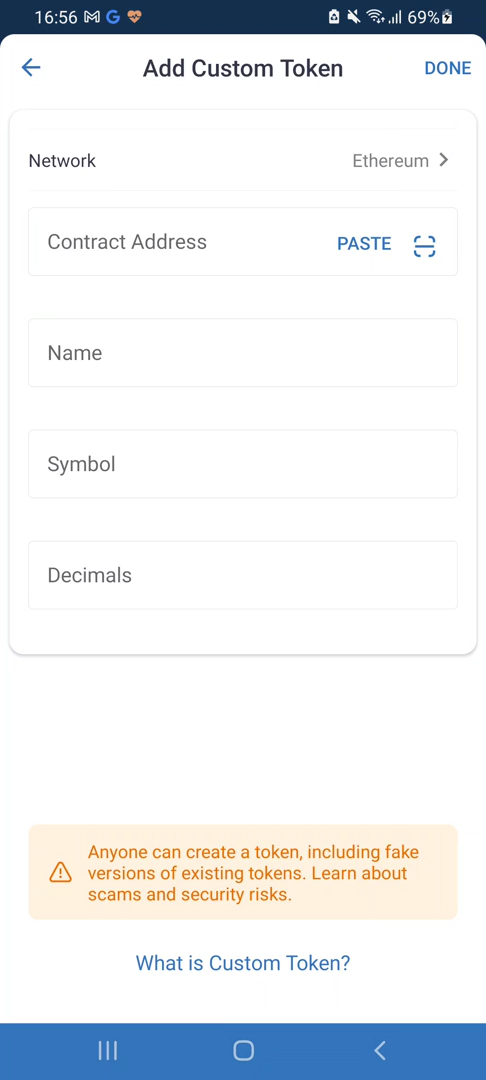 16:56 69%
Add Custom Token DONE
Network Ethereum
Contract Address PASTE
Name
Symbol
Decimals
Anyone can create a token, including fake
versions of existing tokens. Learn about
scams and security risks.
What is Custom Token?